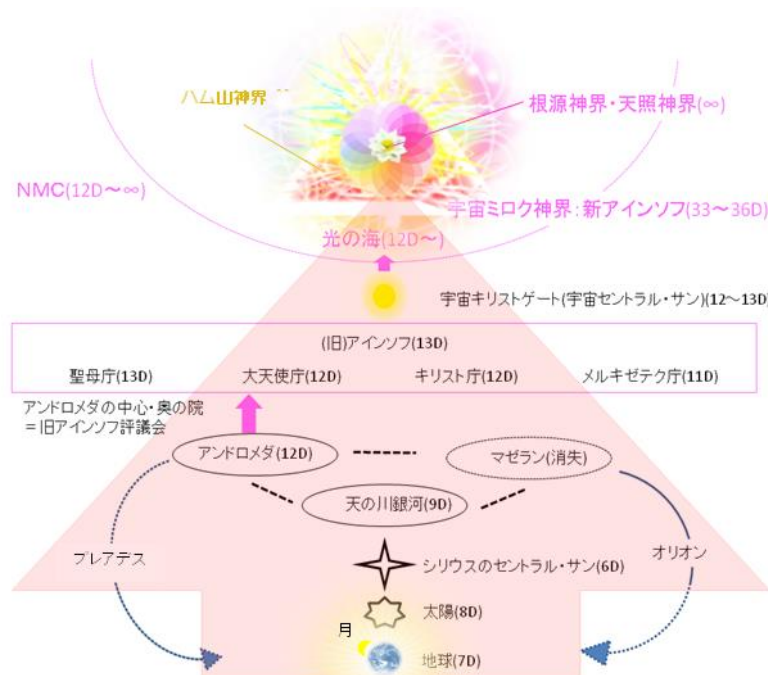 ハム山神界
根源神界・天照神界(∞)
NMC(12D～∞)
宇宙ミロク神界:新アインソフ(33～36D)
光の海(12D～)
宇宙キリストゲート(宇宙セントラル・サン)(12～13D)
(旧)アインソフ(13D)
聖母庁(13D) 大天使庁(12D) キリスト庁(12D) メルキゼテク庁(11D)
アンドロメダの中心・奥の院
＝旧アインソフ評議会
アンドロメダ(12D) マゼラン(消失)
天の川銀河(9D)
プレアデス オリオン
シリウスのセントラル・サン(6D)
太陽(8D)
月
地球(7D)